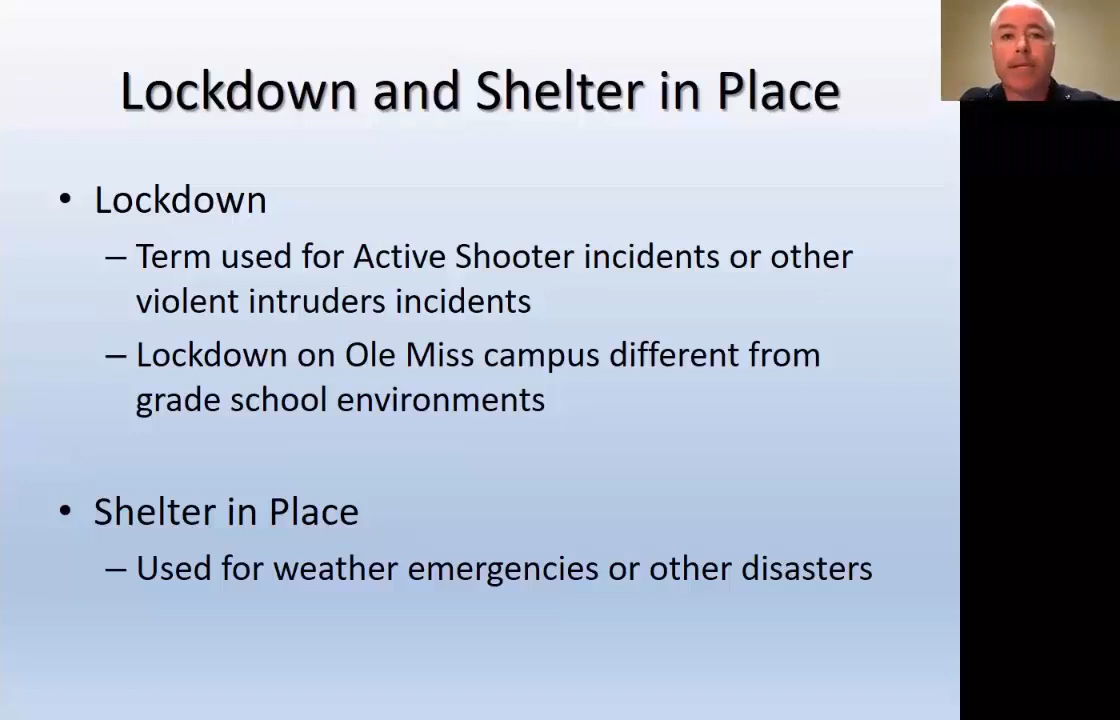 Lockdown and Shelter in Place
• Lockdown
– Term used for Active Shooter incidents or other
violent intruders incidents
– Lockdown on Ole Miss campus different from
grade school environments
• Shelter in Place
– Used for weather emergencies or other disasters